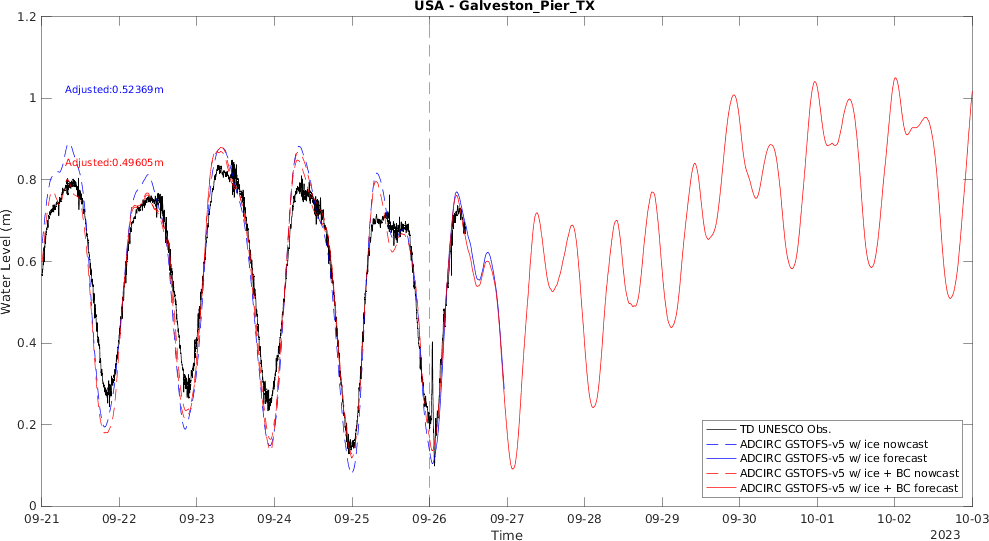 USA - Galveston_Pier_TX
1.2
1
0.8
0.6
0.4
0.2
0
Water Level (m)
Adjusted:0.52369m
Adjusted:0.49605m
TD UNESCO Obs.
ADCIRC GSTOFS-v5 w/ ice nowcast
ADCIRC GSTOFS-v5 w/ ice forecast
ADCIRC GSTOFS-v5 w/ ice + BC nowcast
ADCIRC GSTOFS-v5 w/ ice + BC forecast
09-21 09-22 09-23 09-24 09-25 09-26 09-27 09-28 09-29 09-30 10-01 10-02 10-03
Time
2023